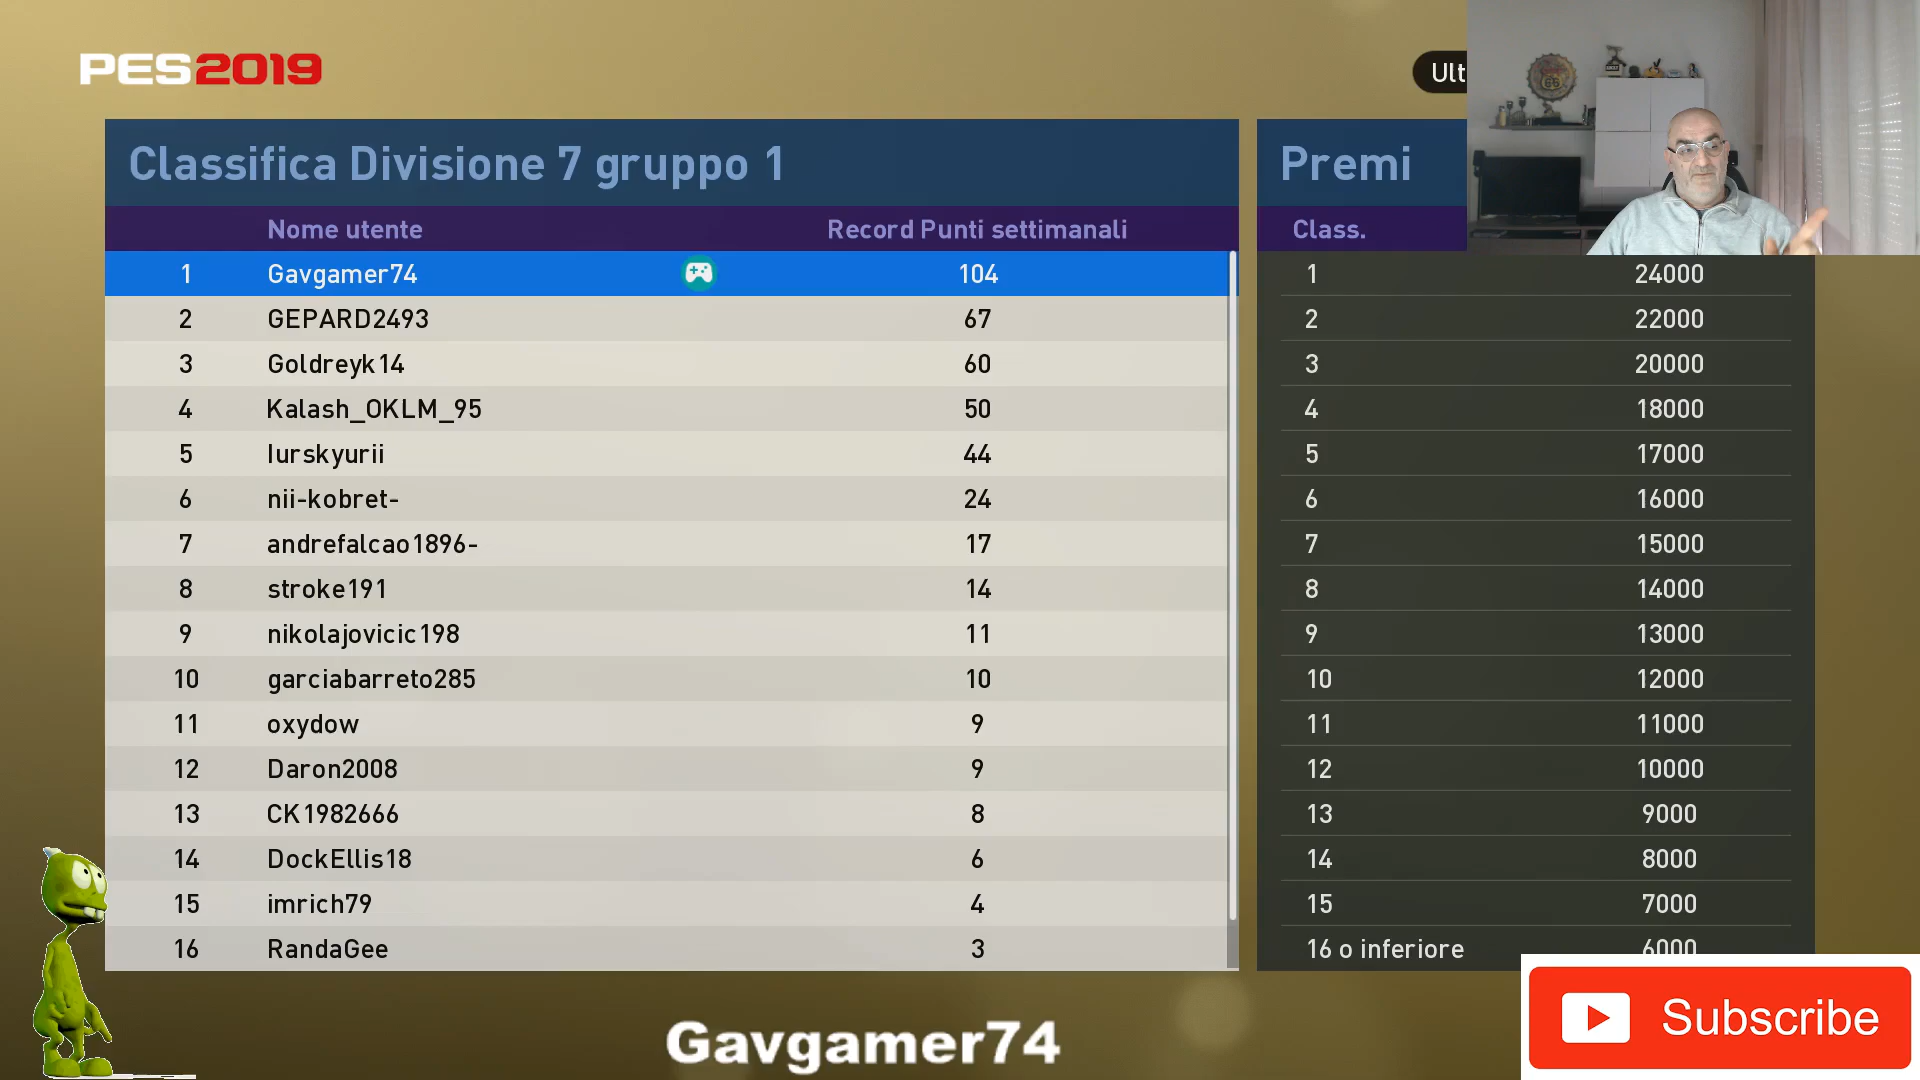 PES2019
Ult
Classifica Divisione 7 gruppo 1
Nome utente Record Punti settimanali
1 Gavgamer74 104
2 GEPARD2493 67
3 Goldreyk14 60
4 Kalash_OKLM_95 50
5 Iurskyurii 44
6 nii-kobret- 24
7 andrefalcao1896- 17
8 stroke191 14
9 nikolajovicic198 11
10 garciabarreto285 10
11 oxydow 9
12 Daron2008 9
13 CK1982666 8
14 DockEllis18 6
15 imrich79 4
16 RandaGee 3
Premi
Class.
1 24000
2 22000
3 20000
4 18000
5 17000
6 16000
7 15000
8 14000
9 13000
10 12000
11 11000
12 10000
13 9000
14 8000
15 7000
16 o inferiore 6000
Gavgamer74
Subscribe